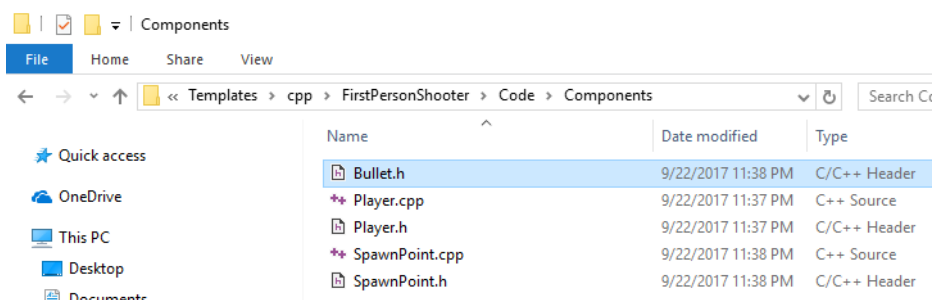 Components
File Home Share View
« Templates > cpp > FirstPersonShooter > Code > Components Search Co
Name Date modified Type
Quick access
OneDrive
This PC
Desktop
Documents
Bullet.h 9/22/2017 11:38 PM C/C++ Header
Player.cpp 9/22/2017 11:37 PM C++ Source
Player.h 9/22/2017 11:37 PM C/C++ Header
SpawnPoint.cpp 9/22/2017 11:38 PM C++ Source
SpawnPoint.h 9/22/2017 11:38 PM C/C++ Header